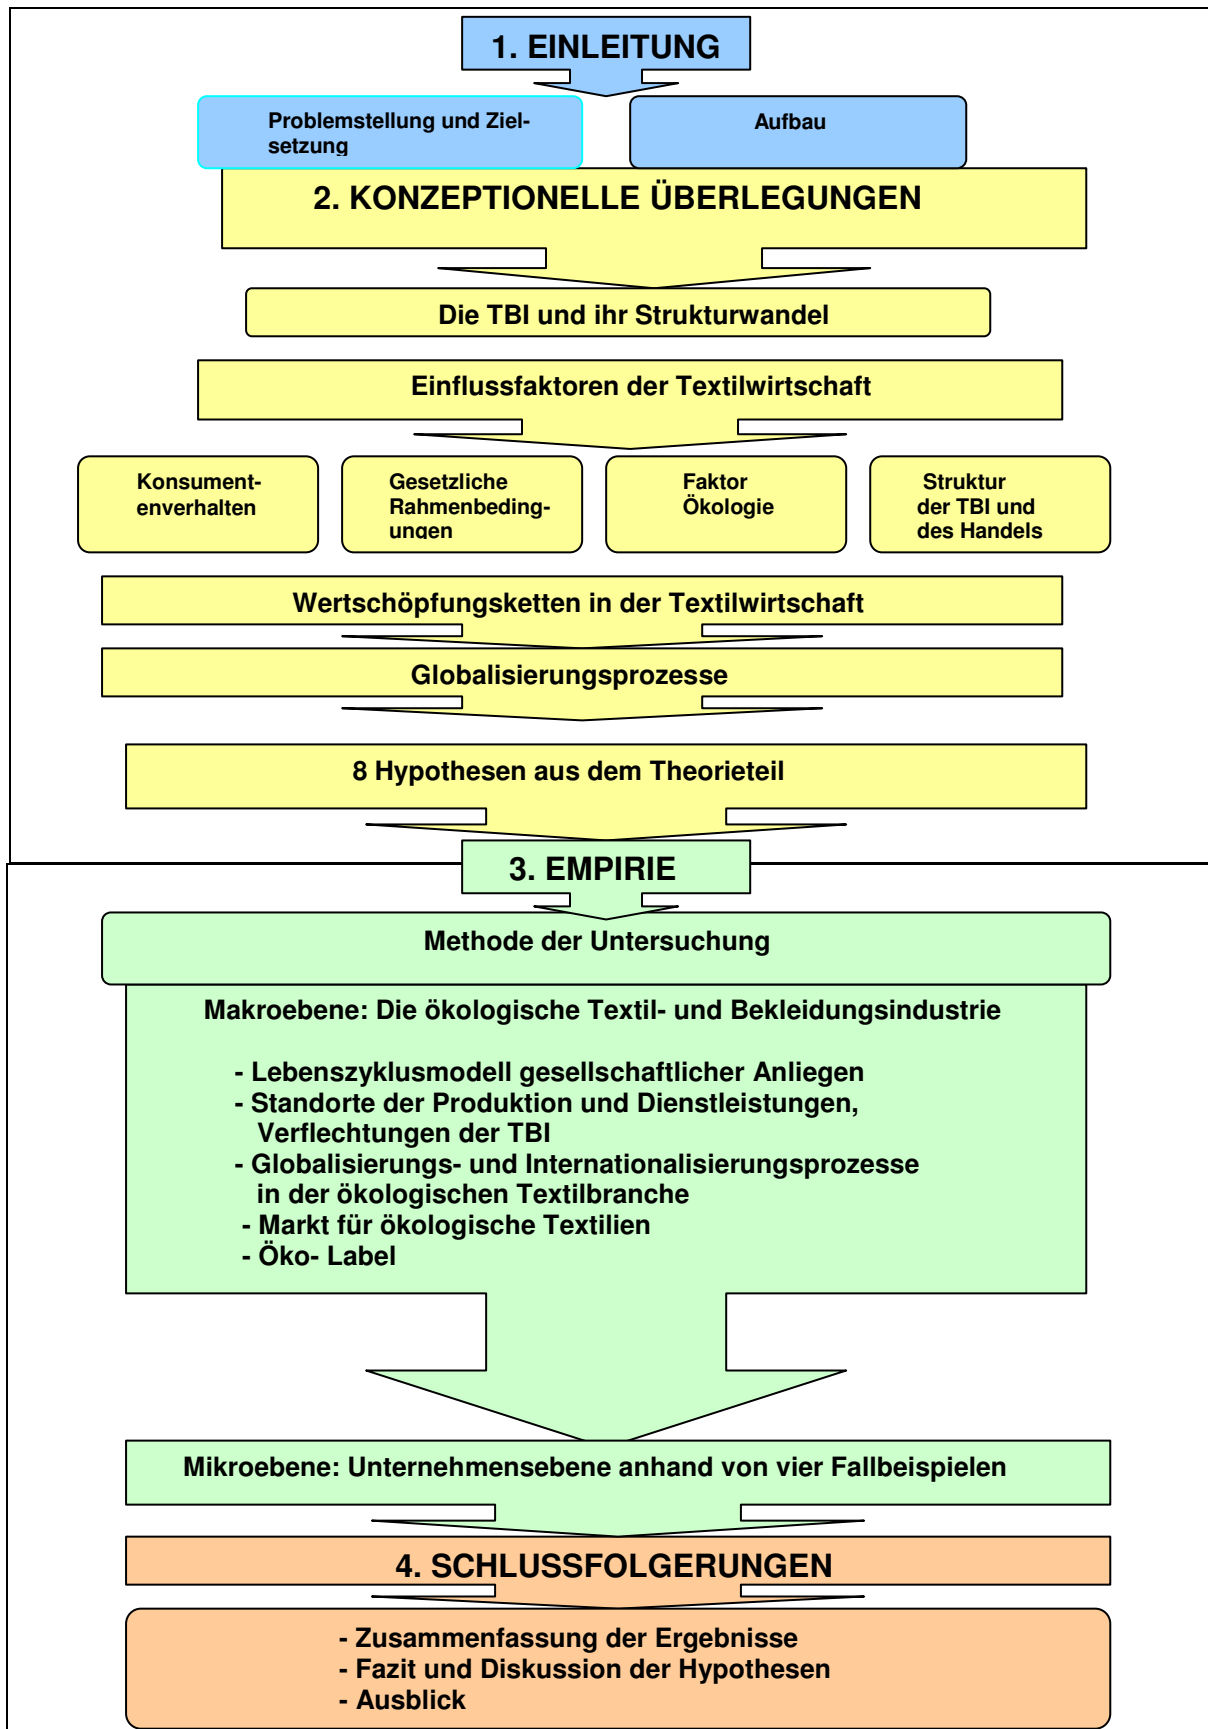 1. EINLEITUNG
Problemstellung und Ziel-
setzung
Aufbau
2. KONZEPTIONELLE ÜBERLEGUNGEN
Die TBI und ihr Strukturwandel
Einflussfaktoren der Textilwirtschaft
Konsument-
enverhalten
Gesetzliche
Rahmenbeding-
ungen
Faktor
Ökologie
Struktur
der TBI und
des Handels
Wertschöpfungsketten in der Textilwirtschaft
Globalisierungsprozesse
8 Hypothesen aus dem Theorieteil
3. EMPIRIE
Methode der Untersuchung
Makroebene: Die ökologische Textil- und Bekleidungsindustrie
- Lebenszyklusmodell gesellschaftlicher Anliegen
- Standorte der Produktion und Dienstleistungen,
Verflechtungen der TBI
- Globalisierungs- und Internationalisierungsprozesse
in der ökologischen Textilbranche
- Markt für ökologische Textilien
- Öko- Label
Mikroebene: Unternehmensebene anhand von vier Fallbeispielen
4. SCHLUSSFOLGERUNGEN
- Zusammenfassung der Ergebnisse
- Fazit und Diskussion der Hypothesen
- Ausblick